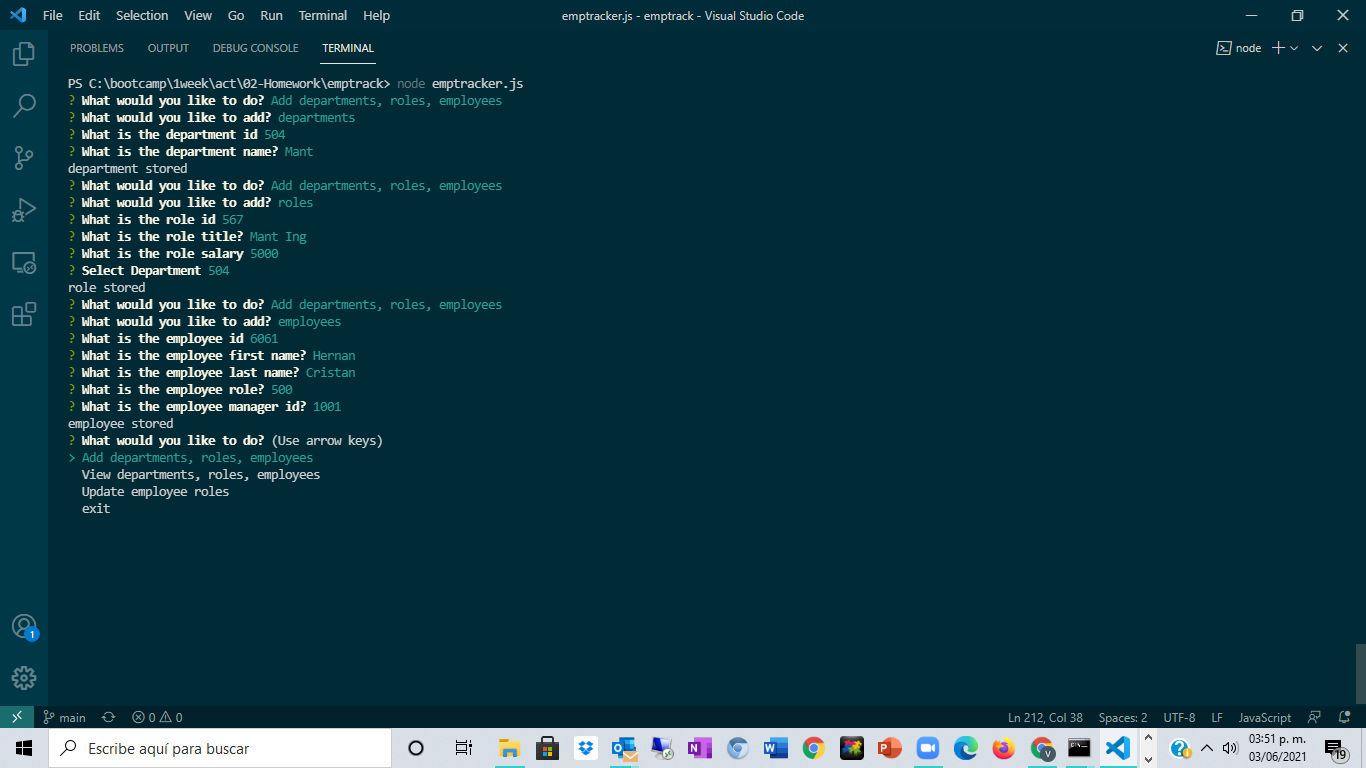 File Edit Selection View Go Run Terminal Help emptracker.js - emptrack - Visual Studio Code
PROBLEMS OUTPUT DEBUG CONSOLE TERMINAL node
PS C:\bootcamp\1week\act\02-Homework\emptrack> node emptracker.js
? What would you like to do? Add departments, roles, employees
? What would you like to add? departments
? What is the department id 504
? What is the department name? Mant
department stored
? What would you like to do? Add departments, roles, employees
? What would you like to add? roles
? What is the role id 567
? What is the role title? Mant Ing
? What is the role salary 5000
? Select Department 504
role stored
? What would you like to do? Add departments, roles, employees
? What would you like to add? employees
? What is the employee id 6061
? What is the employee first name? Hernan
? What is the employee last name? Cristan
? What is the employee role? 500
? What is the employee manager id? 1001
employee stored
? What would you like to do? (Use arrow keys)
> Add departments, roles, employees
View departments, roles, employees
Update employee roles
exit
1
main 0 0 Ln 212, Col 38 Spaces: 2 UTF-8 LF JavaScript
Escribe aquí para buscar
03:51 p. m.
03/06/2021
19